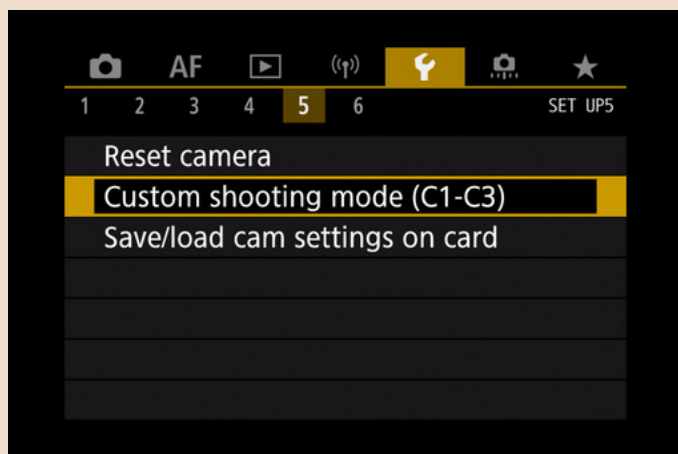 AF
1 2 3 4 5 6 SET UP5
Reset camera
Custom shooting mode (C1-C3)
Save/load cam settings on card